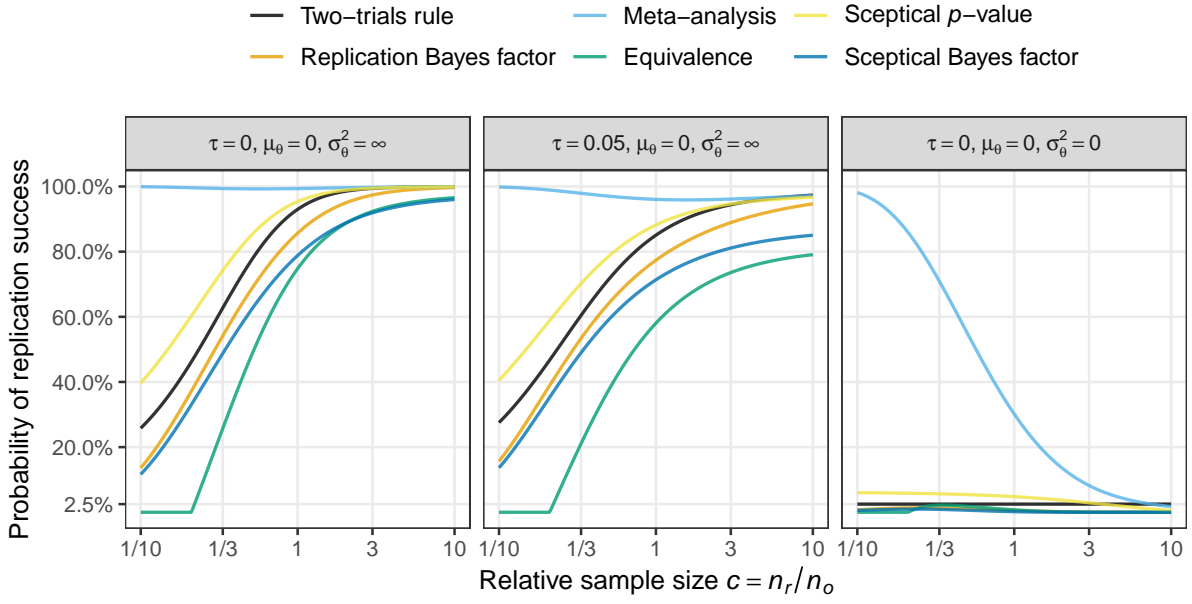 Two−trials rule Meta−analysis Sceptical p−value
Replication Bayes factor Equivalence Sceptical Bayes factor
τ = 0, μθ = 0, σ²θ = ∞ τ = 0.05, μθ = 0, σ²θ = ∞ τ = 0, μθ = 0, σ²θ = 0
Probability of replication success
100.0%
80.0%
60.0%
40.0%
20.0%
2.5%
1/10 1/3 1 3 10 1/10 1/3 1 3 10 1/10 1/3 1 3 10
Relative sample size c = nr/no